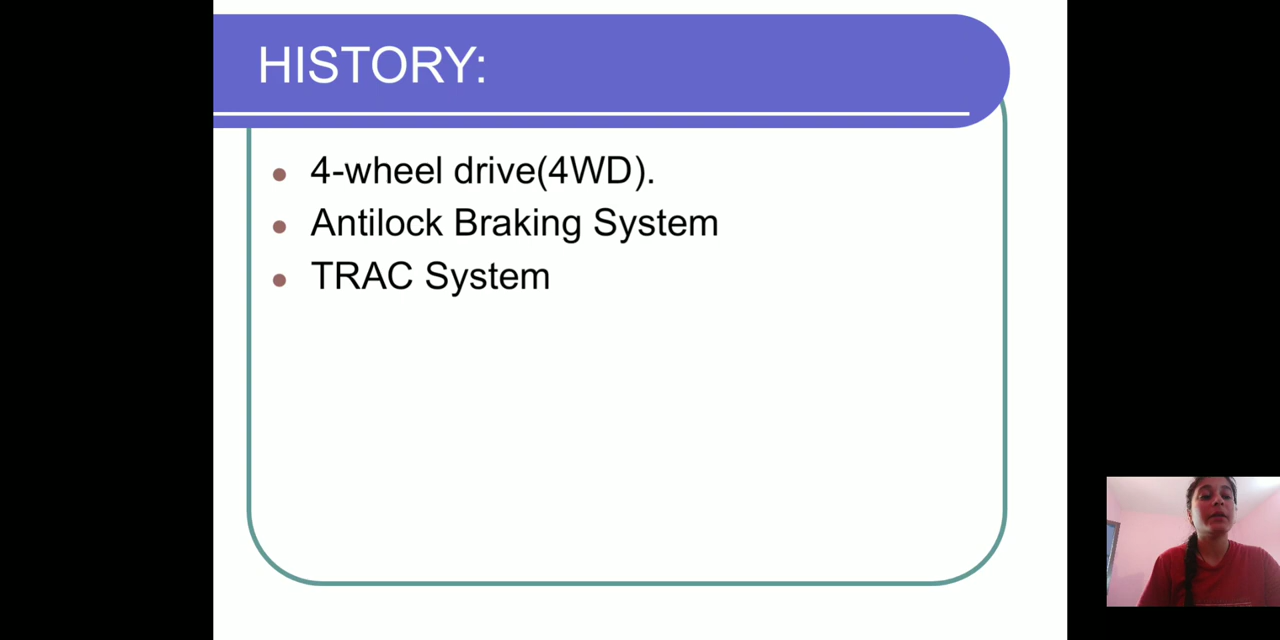 HISTORY:
4-wheel drive(4WD).
Antilock Braking System
TRAC System